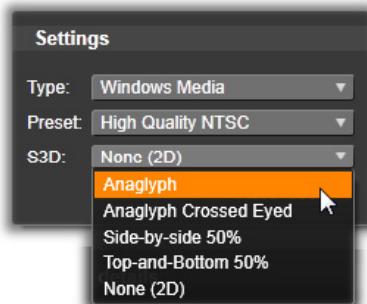 Settings
Type: Windows Media
Preset: High Quality NTSC
S3D: None (2D)
Anaglyph
Anaglyph Crossed Eyed
Side-by-side 50%
Top-and-Bottom 50%
None (2D)